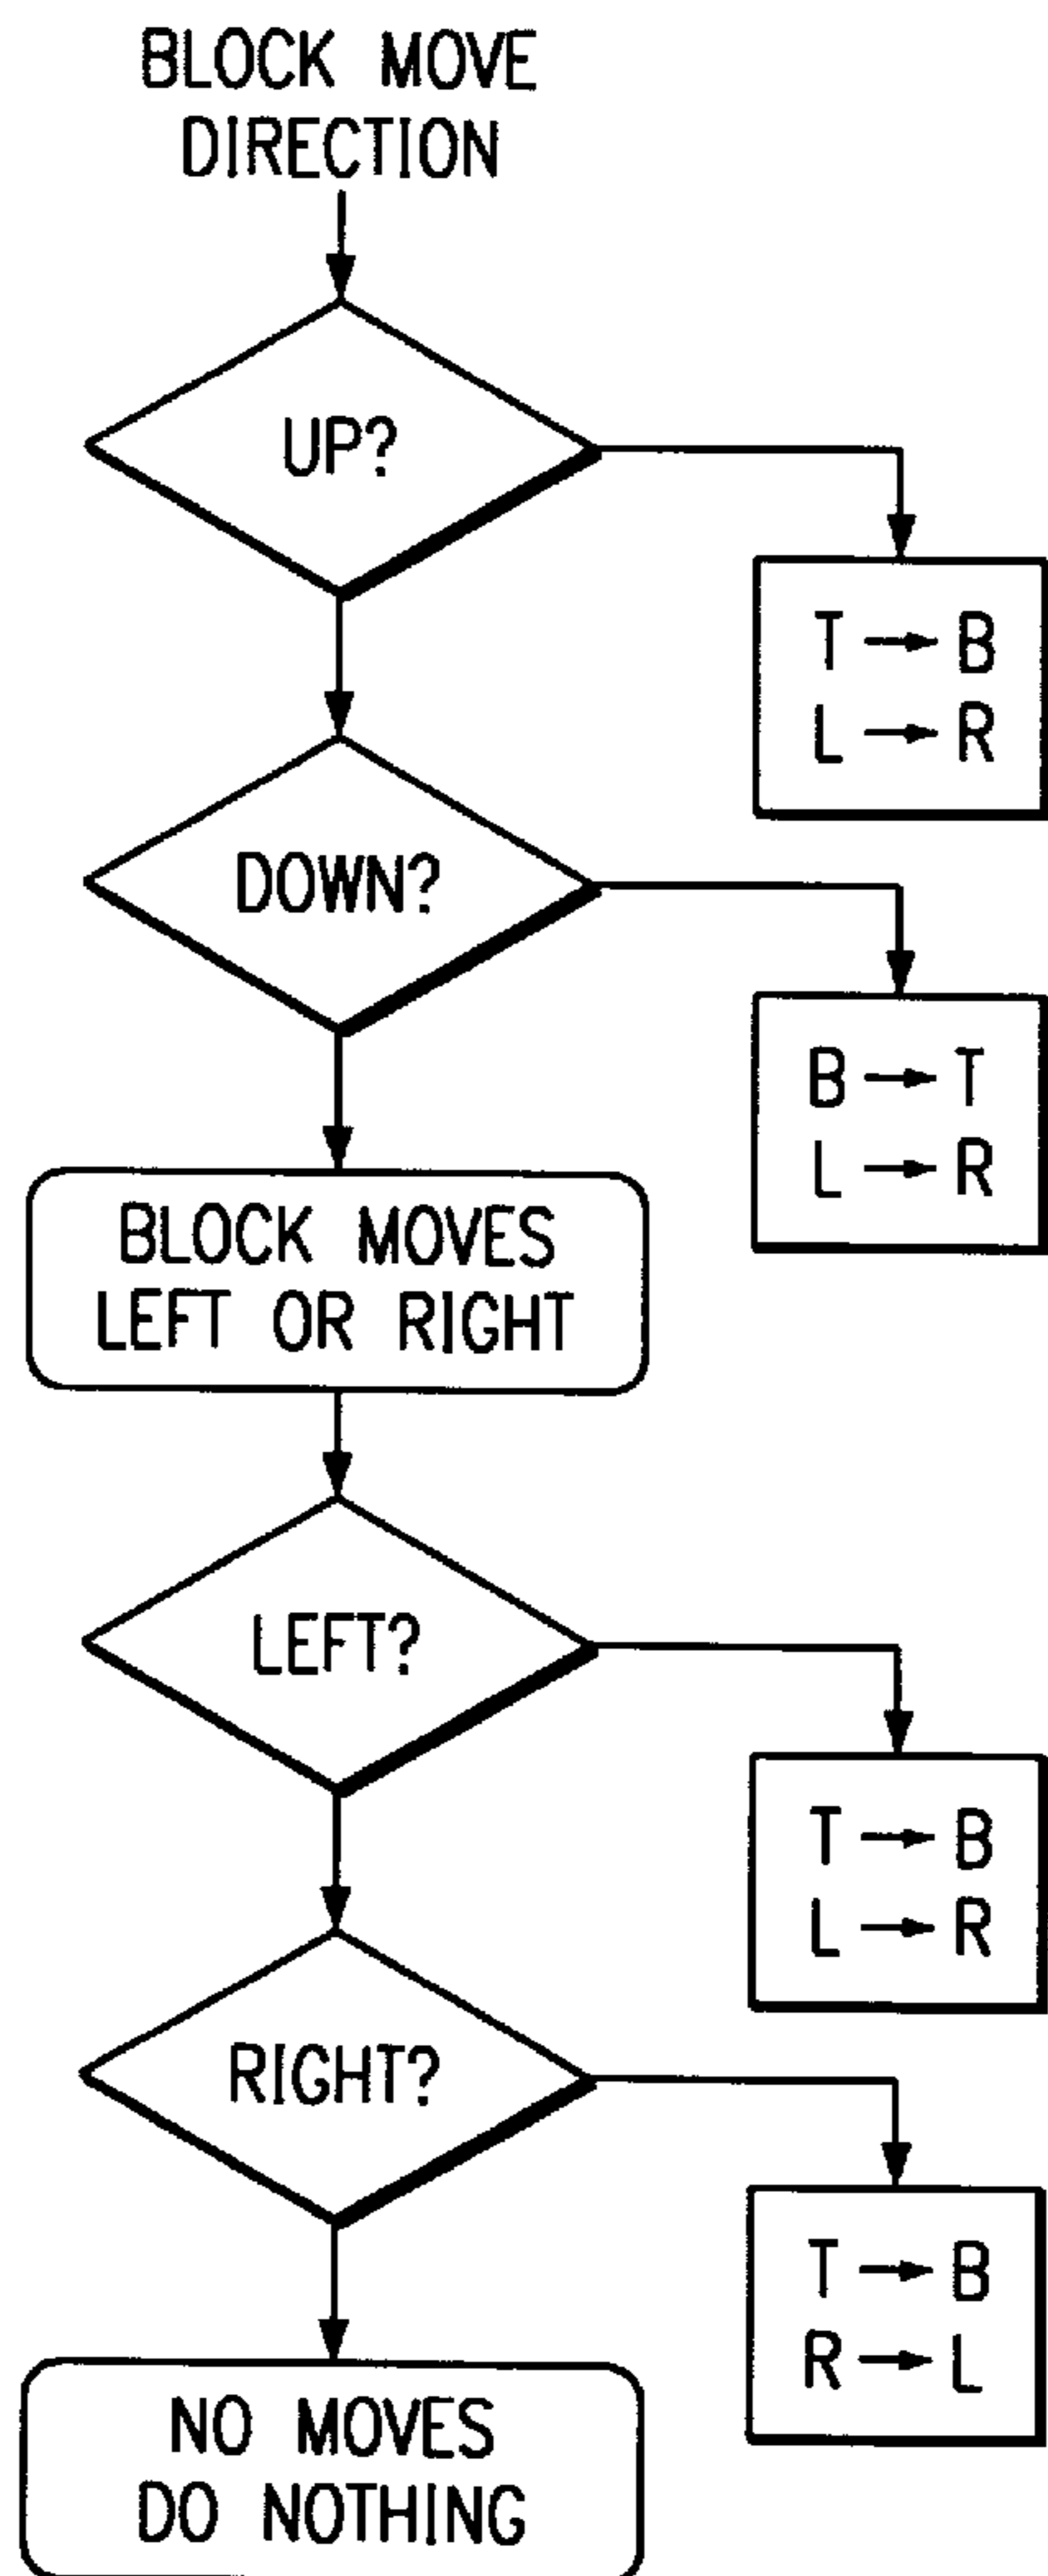 BLOCK MOVE
DIRECTION
UP?
T → B
L → R
DOWN?
B → T
L → R
BLOCK MOVES
LEFT OR RIGHT
LEFT?
T → B
L → R
RIGHT?
T → B
R → L
NO MOVES
DO NOTHING